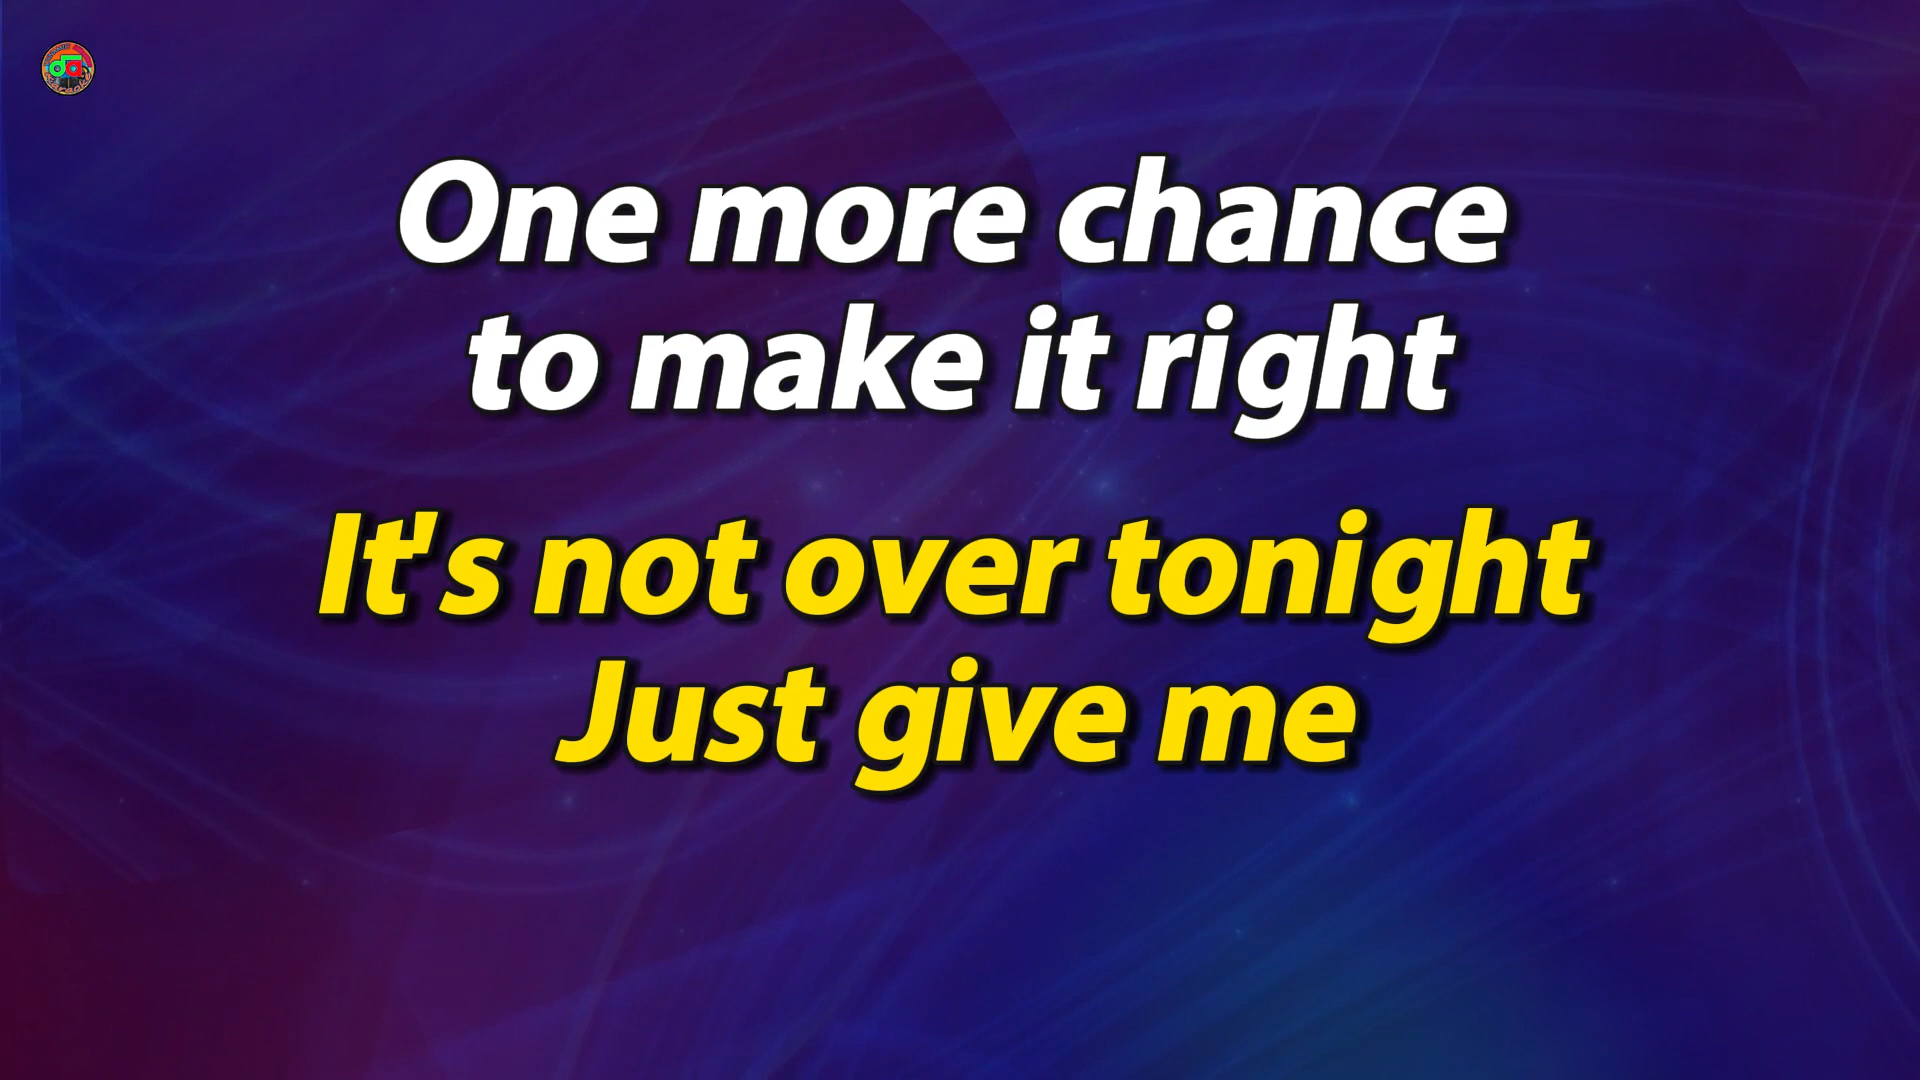 One more chance
to make it right
It's not over tonight
Just give me